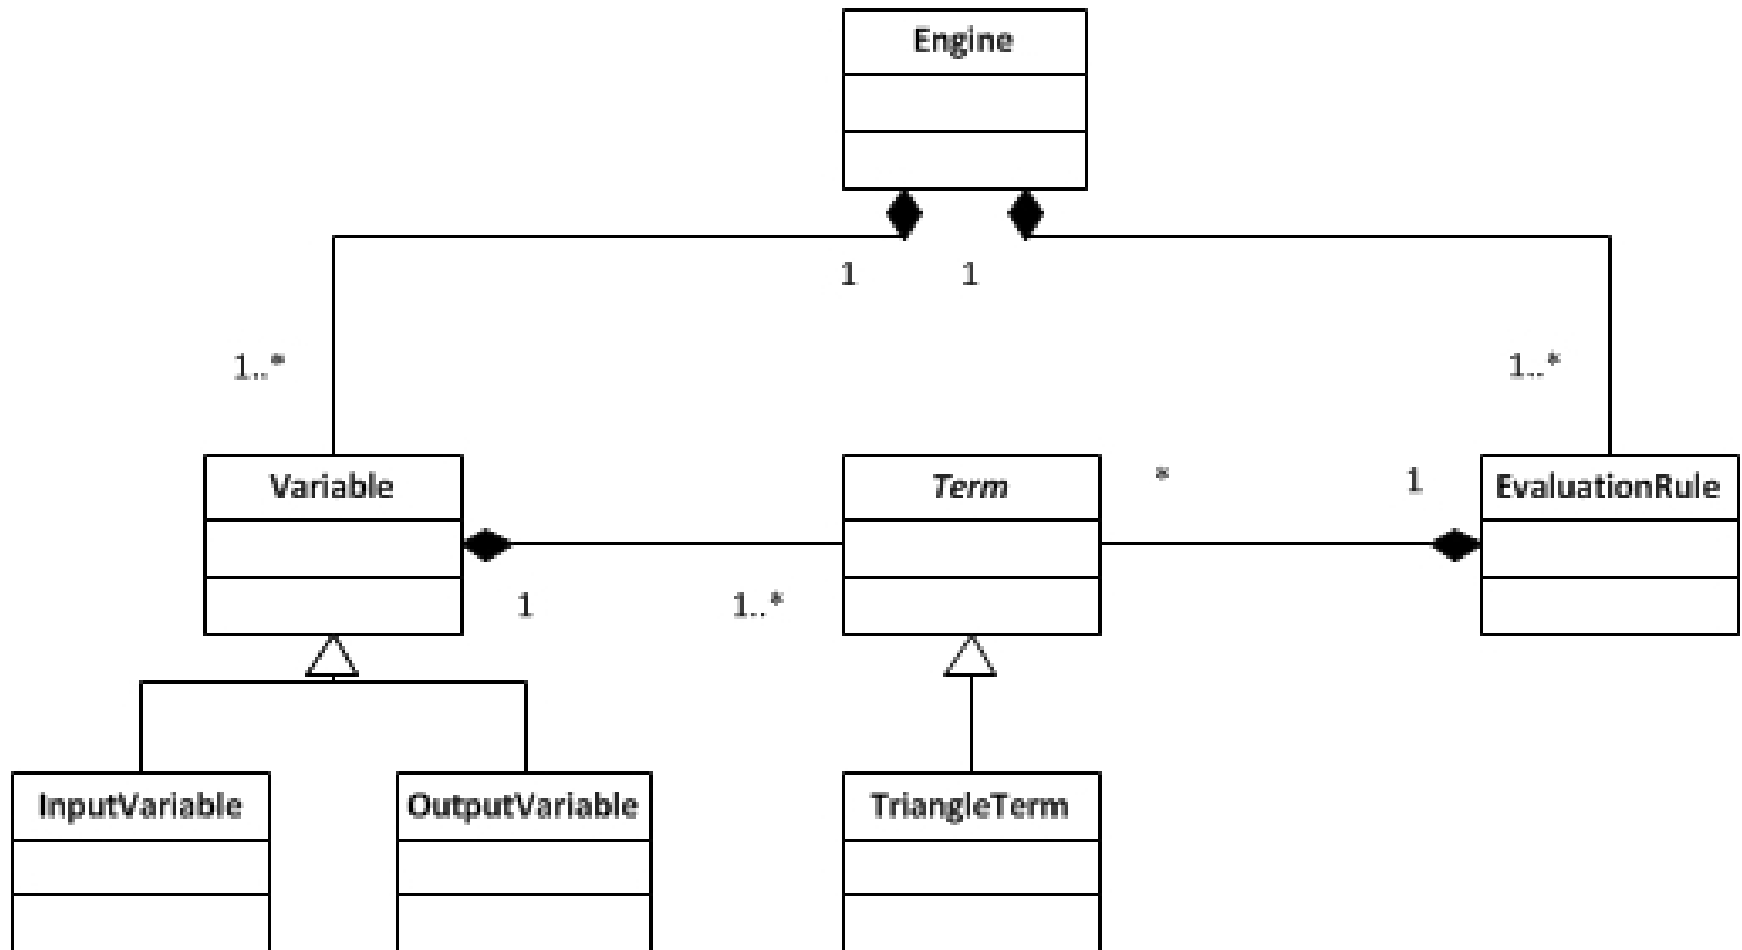 Engine
1
1
1..*
1..*
Variable
Term
*
1
EvaluationRule
1
1..*
InputVariable
OutputVariable
TriangleTerm